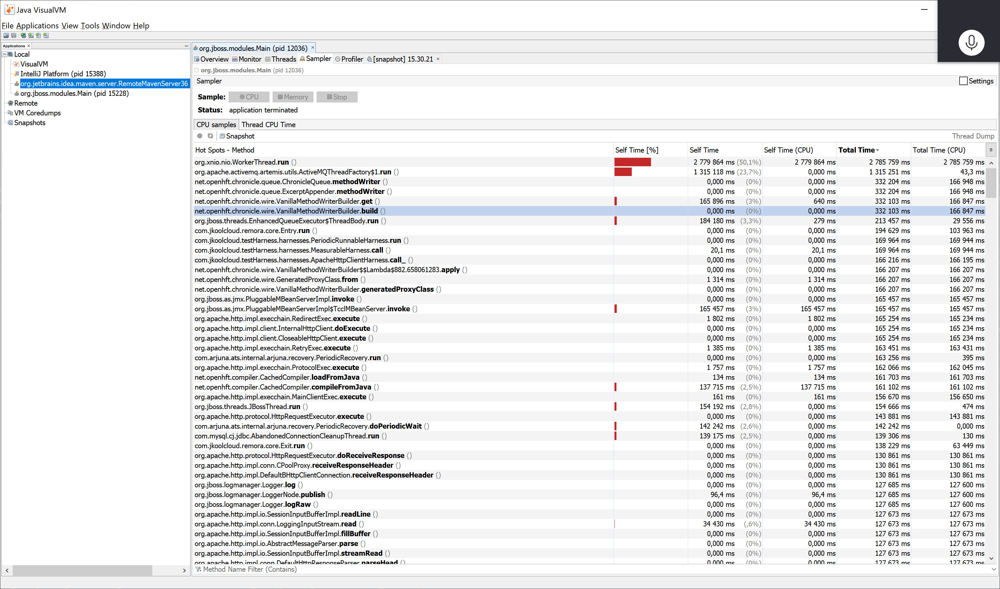 Java VisualVM
File Applications View Tools Window Help
Applications
org.jboss.modules.Main (pid 12036)
Local
VisualVM
IntelliJ Platform (pid 15388)
org.jetbrains.idea.maven.server.RemoteMavenServer36
org.jboss.modules.Main (pid 15228)
Remote
VM Coredumps
Snapshots
Overview Monitor Threads Sampler Profiler [snapshot] 15.30.21
org.jboss.modules.Main (pid 12036)
Sampler Settings
Sample: CPU Memory Stop
Status: application terminated
CPU samples Thread CPU Time
Snapshot Thread Dump
Hot Spots - Method Self Time [%] Self Time Self Time (CPU) Total Time Total Time (CPU)
org.xnio.nio.WorkerThread.run () 2 779 864 ms (50,1%) 2 779 864 ms 2 785 759 ms 2 785 759 ms
org.apache.activemq.artemis.utils.ActiveMQThreadFactory$1.run () 1 315 118 ms (23,7%) 0,000 ms 1 315 251 ms 43,3 ms
net.openhft.chronicle.queue.ChronicleQueue.methodWriter () 0,000 ms (0%) 0,000 ms 332 204 ms 166 948 ms
net.openhft.chronicle.queue.ExcerptAppender.methodWriter () 0,000 ms (0%) 0,000 ms 332 204 ms 166 948 ms
net.openhft.chronicle.wire.VanillaMethodWriterBuilder.get () 165 896 ms (3%) 640 ms 332 103 ms 166 847 ms
net.openhft.chronicle.wire.VanillaMethodWriterBuilder.build () 0,000 ms (0%) 0,000 ms 332 103 ms 166 847 ms
org.jboss.threads.EnhancedQueueExecutor$ThreadBody.run () 184 180 ms (3,3%) 279 ms 213 457 ms 29 556 ms
com.jkoolcloud.remora.core.Entry.run () 0,000 ms (0%) 0,000 ms 194 629 ms 103 963 ms
com.jkoolcloud.testHarness.harnesses.PeriodicRunnableHarness.run () 0,000 ms (0%) 0,000 ms 169 964 ms 169 944 ms
com.jkoolcloud.testHarness.harnesses.MeasurableHarness.call () 20,1 ms (0%) 20,1 ms 169 964 ms 169 944 ms
com.jkoolcloud.testHarness.harnesses.ApacheHttpClientHarness.call_ () 0,000 ms (0%) 0,000 ms 166 216 ms 166 195 ms
net.openhft.chronicle.wire.VanillaMethodWriterBuilder$$Lambda$882.658061283.apply () 0,000 ms (0%) 0,000 ms 166 207 ms 166 207 ms
net.openhft.chronicle.wire.GeneratedProxyClass.from () 1 314 ms (0%) 1 314 ms 166 207 ms 166 207 ms
net.openhft.chronicle.wire.VanillaMethodWriterBuilder.generatedProxyClass () 0,000 ms (0%) 0,000 ms 166 207 ms 166 207 ms
org.jboss.as.jmx.PluggableMBeanServerImpl.invoke () 0,000 ms (0%) 0,000 ms 165 457 ms 165 457 ms
org.jboss.as.jmx.PluggableMBeanServerImpl$TcclMBeanServer.invoke () 165 457 ms (3%) 165 457 ms 165 457 ms 165 457 ms
org.apache.http.impl.execchain.RedirectExec.execute () 1 802 ms (0%) 1 802 ms 165 254 ms 165 234 ms
org.apache.http.impl.client.InternalHttpClient.doExecute () 0,000 ms (0%) 0,000 ms 165 254 ms 165 234 ms
org.apache.http.impl.client.CloseableHttpClient.execute () 0,000 ms (0%) 0,000 ms 165 254 ms 165 234 ms
org.apache.http.impl.execchain.RetryExec.execute () 1 385 ms (0%) 1 385 ms 163 451 ms 163 431 ms
com.arjuna.ats.internal.arjuna.recovery.PeriodicRecovery.run () 0,000 ms (0%) 0,000 ms 163 256 ms 395 ms
org.apache.http.impl.execchain.ProtocolExec.execute () 1 757 ms (0%) 1 757 ms 162 066 ms 162 045 ms
net.openhft.compiler.CachedCompiler.loadFromJava () 134 ms (0%) 134 ms 161 703 ms 161 703 ms
net.openhft.compiler.CachedCompiler.compileFromJava () 137 715 ms (2,5%) 137 715 ms 161 102 ms 161 102 ms
org.apache.http.impl.execchain.MainClientExec.execute () 161 ms (0%) 161 ms 156 670 ms 156 650 ms
org.jboss.threads.JBossThread.run () 154 192 ms (2,8%) 0,000 ms 154 666 ms 474 ms
org.apache.http.protocol.HttpRequestExecutor.execute () 0,000 ms (0%) 0,000 ms 143 881 ms 143 881 ms
com.arjuna.ats.internal.arjuna.recovery.PeriodicRecovery.doPeriodicWait () 142 242 ms (2,6%) 0,000 ms 142 242 ms 0,000 ms
com.mysql.cj.jdbc.AbandonedConnectionCleanupThread.run () 139 175 ms (2,5%) 0,000 ms 139 306 ms 130 ms
com.jkoolcloud.remora.core.Exit.run () 0,000 ms (0%) 0,000 ms 138 229 ms 63 449 ms
org.apache.http.protocol.HttpRequestExecutor.doReceiveResponse () 0,000 ms (0%) 0,000 ms 130 861 ms 130 861 ms
org.apache.http.impl.conn.CPoolProxy.receiveResponseHeader () 0,000 ms (0%) 0,000 ms 130 861 ms 130 861 ms
org.apache.http.impl.DefaultBHttpClientConnection.receiveResponseHeader () 0,000 ms (0%) 0,000 ms 130 861 ms 130 861 ms
org.jboss.logmanager.Logger.log () 0,000 ms (0%) 0,000 ms 127 685 ms 127 600 ms
org.jboss.logmanager.LoggerNode.publish () 96,4 ms (0%) 96,4 ms 127 685 ms 127 600 ms
org.jboss.logmanager.Logger.logRaw () 0,000 ms (0%) 0,000 ms 127 685 ms 127 600 ms
org.apache.http.impl.io.SessionInputBufferImpl.readLine () 0,000 ms (0%) 0,000 ms 127 673 ms 127 673 ms
org.apache.http.impl.conn.LoggingInputStream.read () 34 430 ms (,6%) 34 430 ms 127 673 ms 127 673 ms
org.apache.http.impl.io.SessionInputBufferImpl.fillBuffer () 0,000 ms (0%) 0,000 ms 127 673 ms 127 673 ms
org.apache.http.impl.io.AbstractMessageParser.parse () 0,000 ms (0%) 0,000 ms 127 673 ms 127 673 ms
org.apache.http.impl.io.SessionInputBufferImpl.streamRead () 0,000 ms (0%) 0,000 ms 127 673 ms 127 673 ms
org.apache.http.impl.conn.DefaultHttpResponseParser.parseHead () 0,000 ms (0%) 0,000 ms 127 673 ms 127 673 ms
Method Name Filter (Contains)